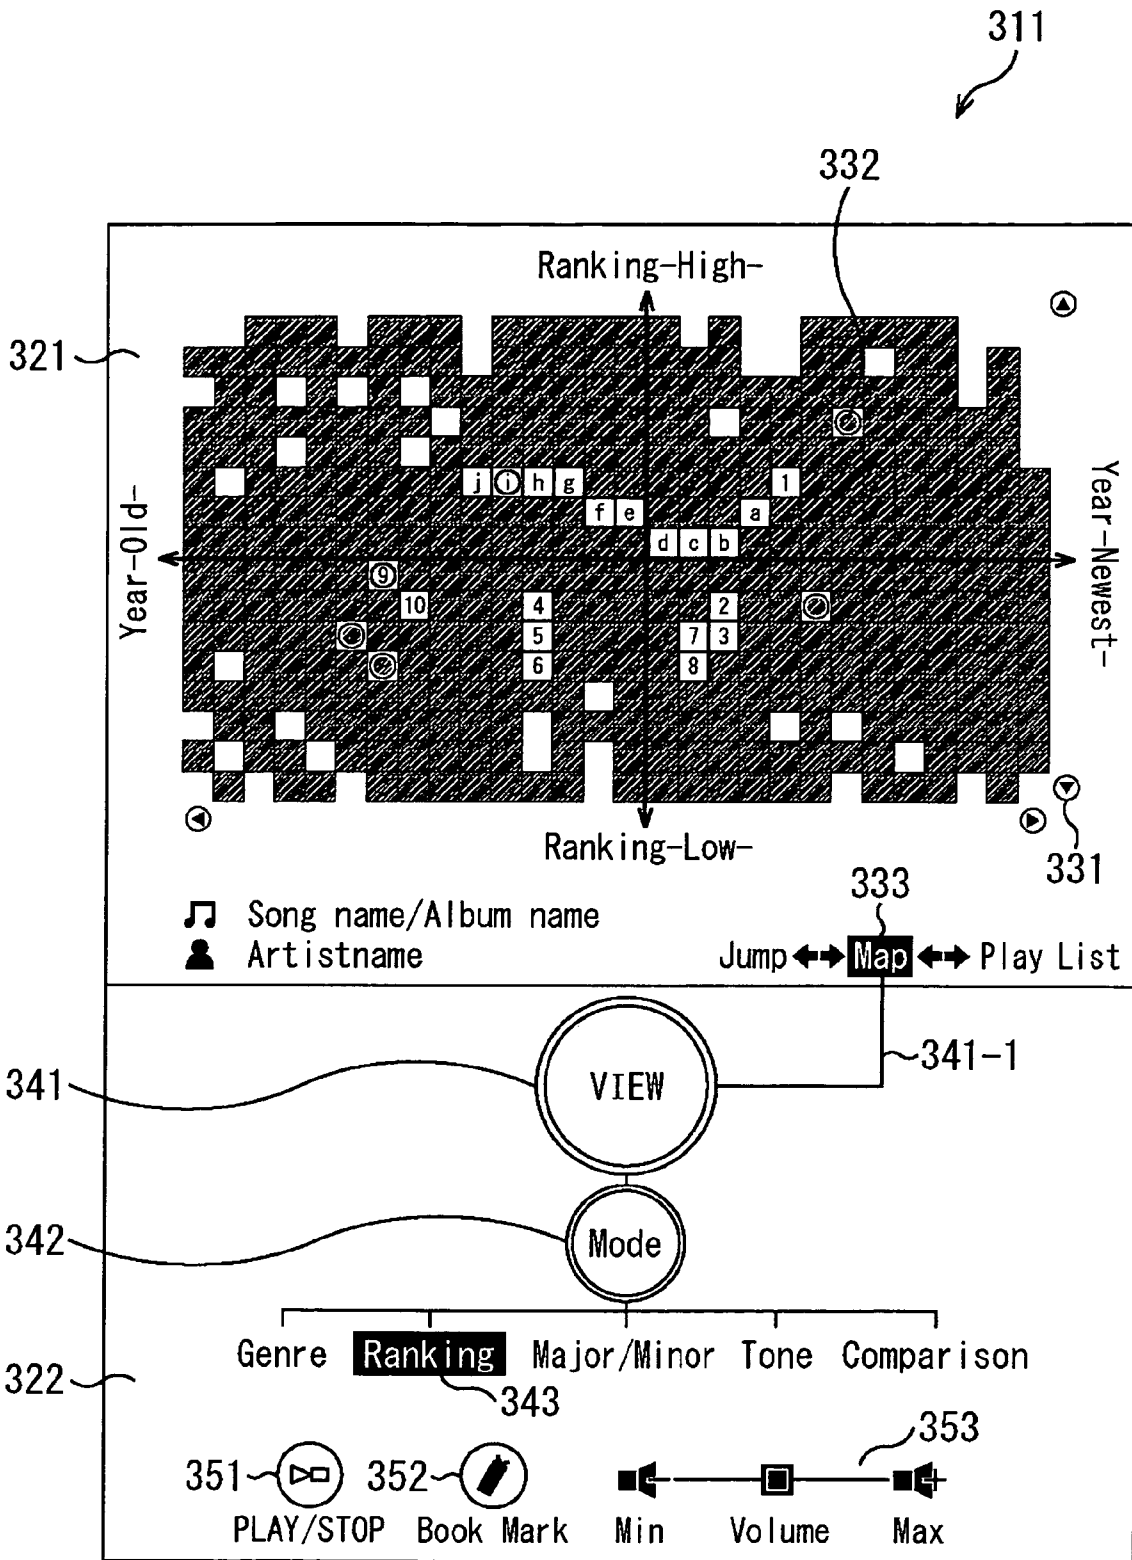 311
332
Ranking-High-
321
j i h g 1
f e a
d c b
Year-Old-
Year-Newest-
9
10 4 2
5 7 3
6 8
Ranking-Low-
331
333
Song name/Album name
Artistname
Jump Map Play List
341-1
341
VIEW
342
Mode
Genre Ranking Major/Minor Tone Comparison
322
343
353
351 352
PLAY/STOP Book Mark Min Volume Max